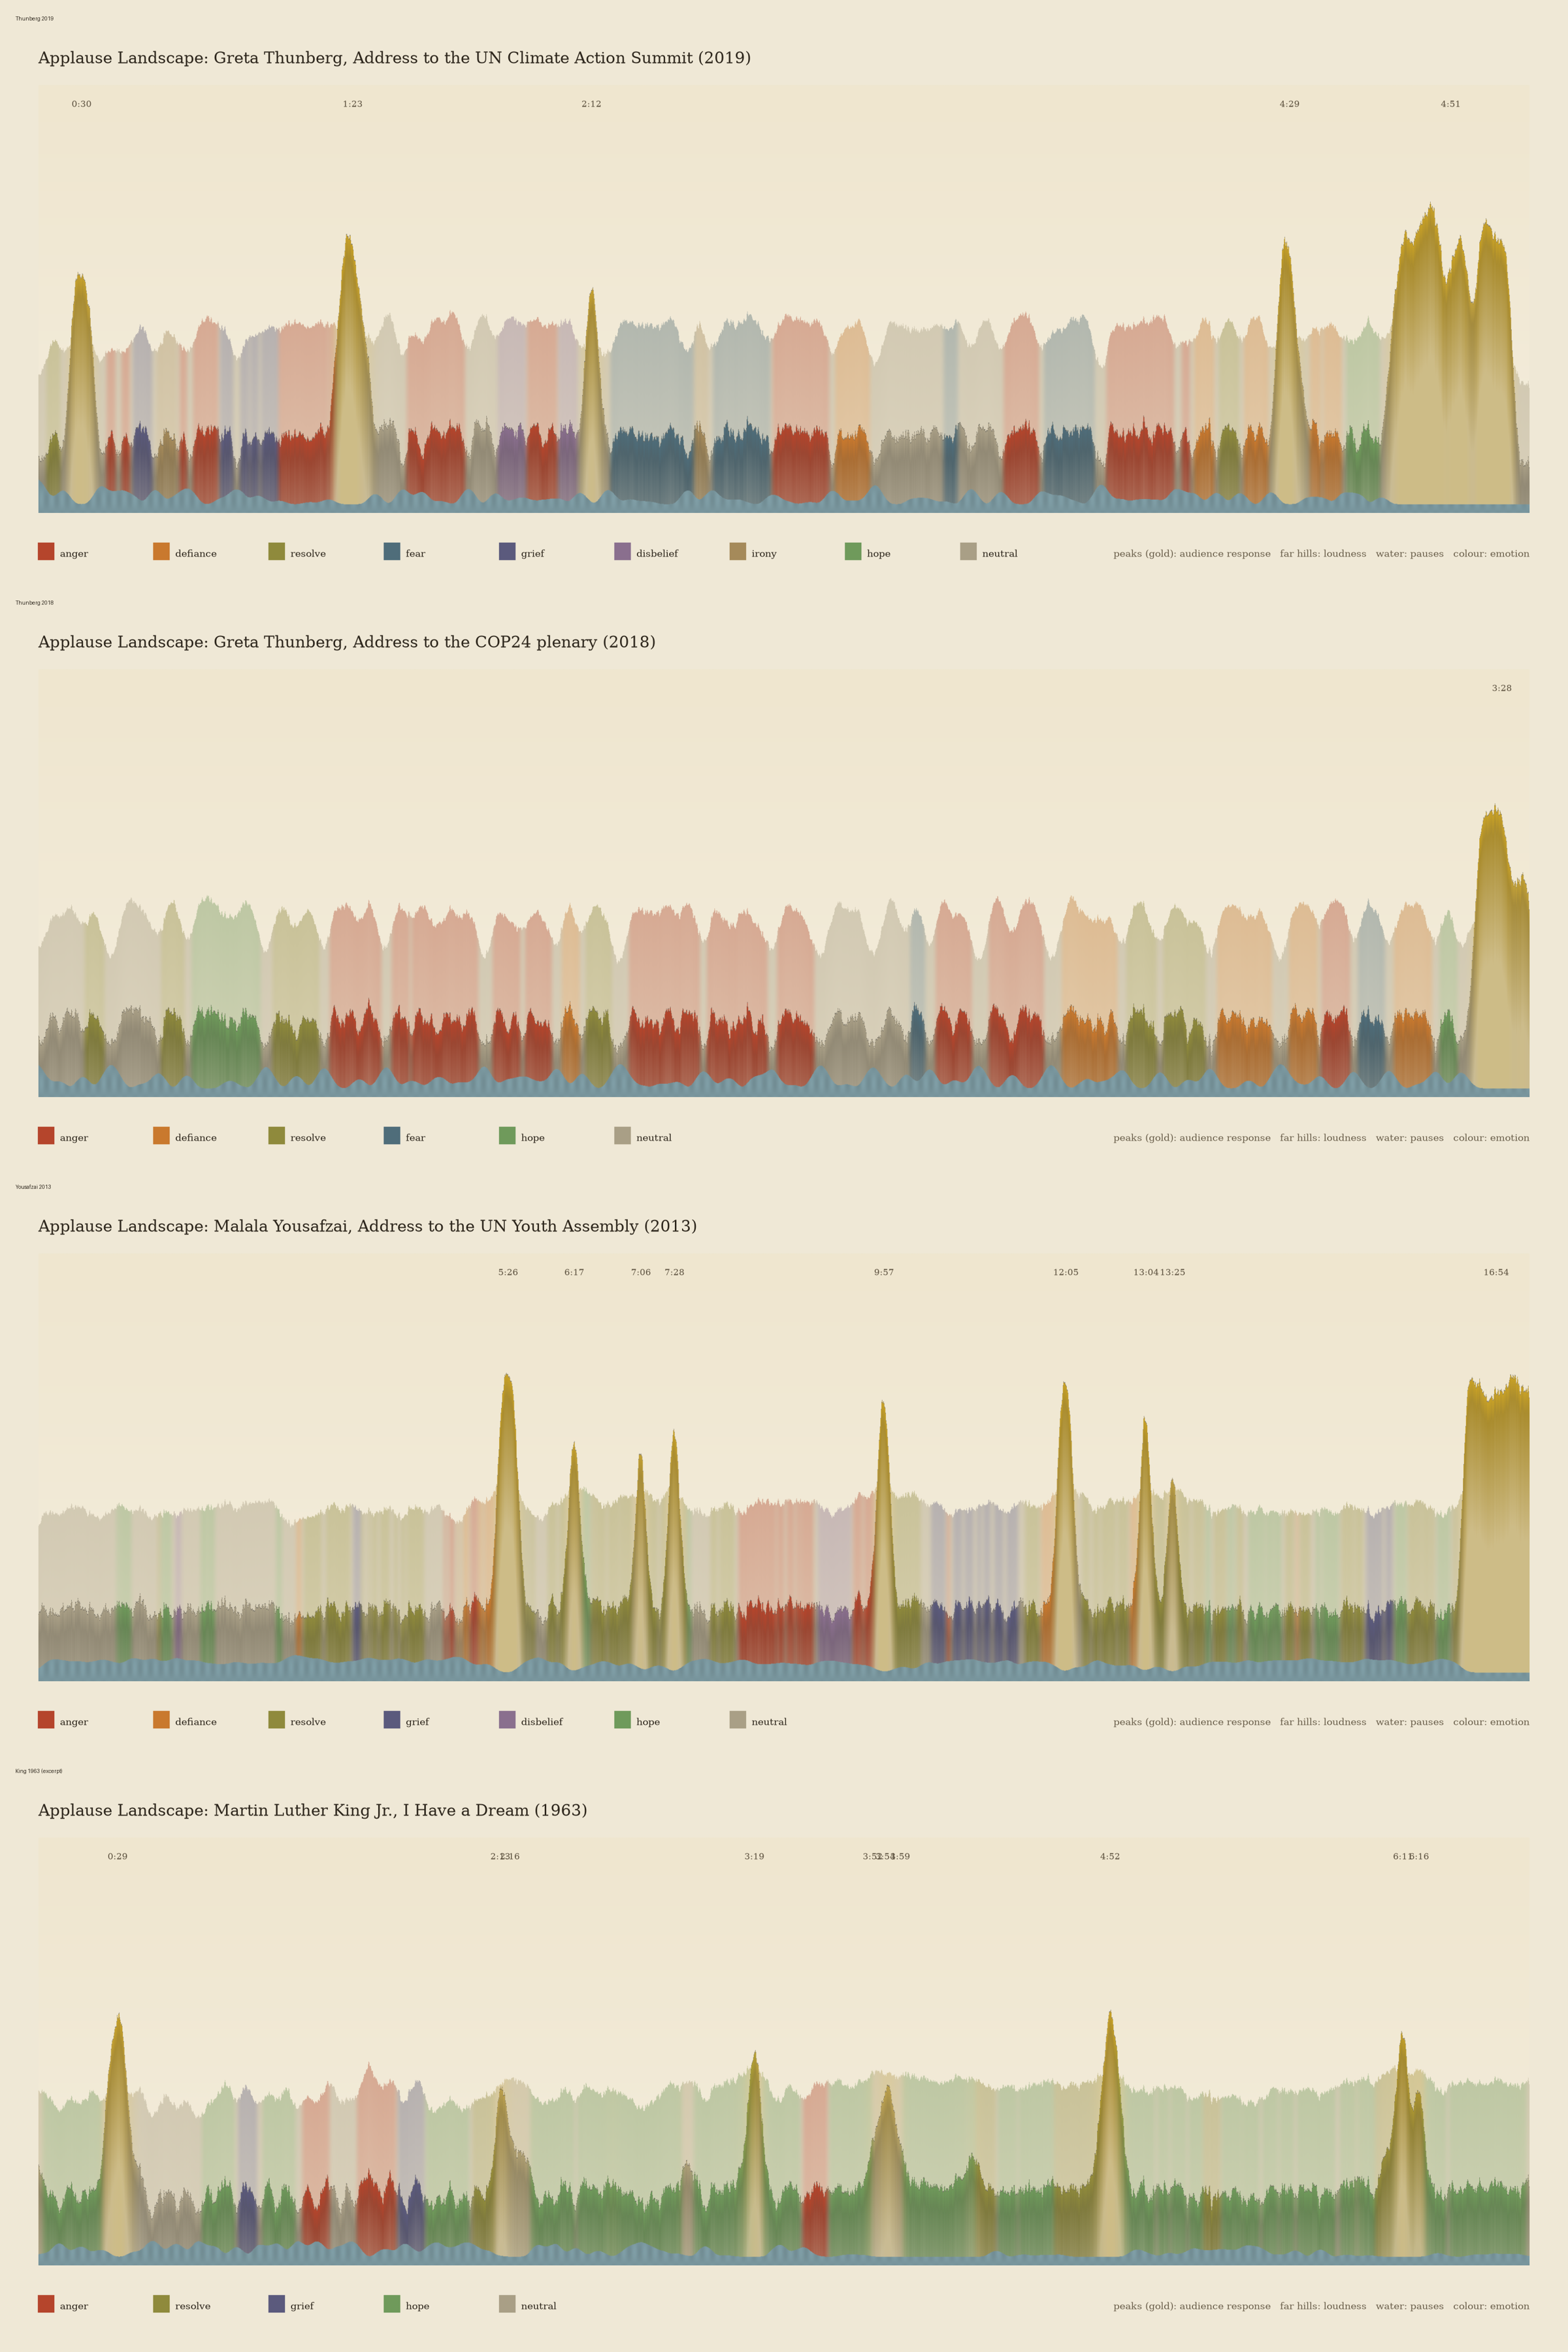 Thunberg 2019
Applause Landscape: Greta Thunberg, Address to the UN Climate Action Summit (2019)
0:30 1:23 2:12 4:29 4:51
anger defiance resolve fear grief disbelief irony hope neutral peaks (gold): audience response far hills: loudness water: pauses colour: emotion
Thunberg 2018
Applause Landscape: Greta Thunberg, Address to the COP24 plenary (2018)
3:28
anger defiance resolve fear hope neutral peaks (gold): audience response far hills: loudness water: pauses colour: emotion
Yousafzai 2013
Applause Landscape: Malala Yousafzai, Address to the UN Youth Assembly (2013)
5:26 6:17 7:06 7:28 9:57 12:05 13:04 13:25 16:54
anger defiance resolve grief disbelief hope neutral peaks (gold): audience response far hills: loudness water: pauses colour: emotion
King 1963 (excerpt)
Applause Landscape: Martin Luther King Jr., I Have a Dream (1963)
0:29 3:19 4:52 6:11 6:16
anger resolve grief hope neutral peaks (gold): audience response far hills: loudness water: pauses colour: emotion